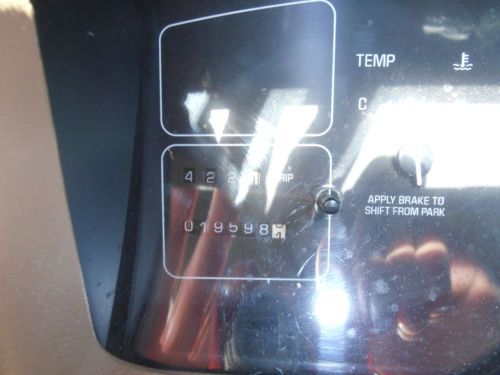 TEMP
C
422 TRIP
APPLY BRAKE TO
SHIFT FROM PARK
019598